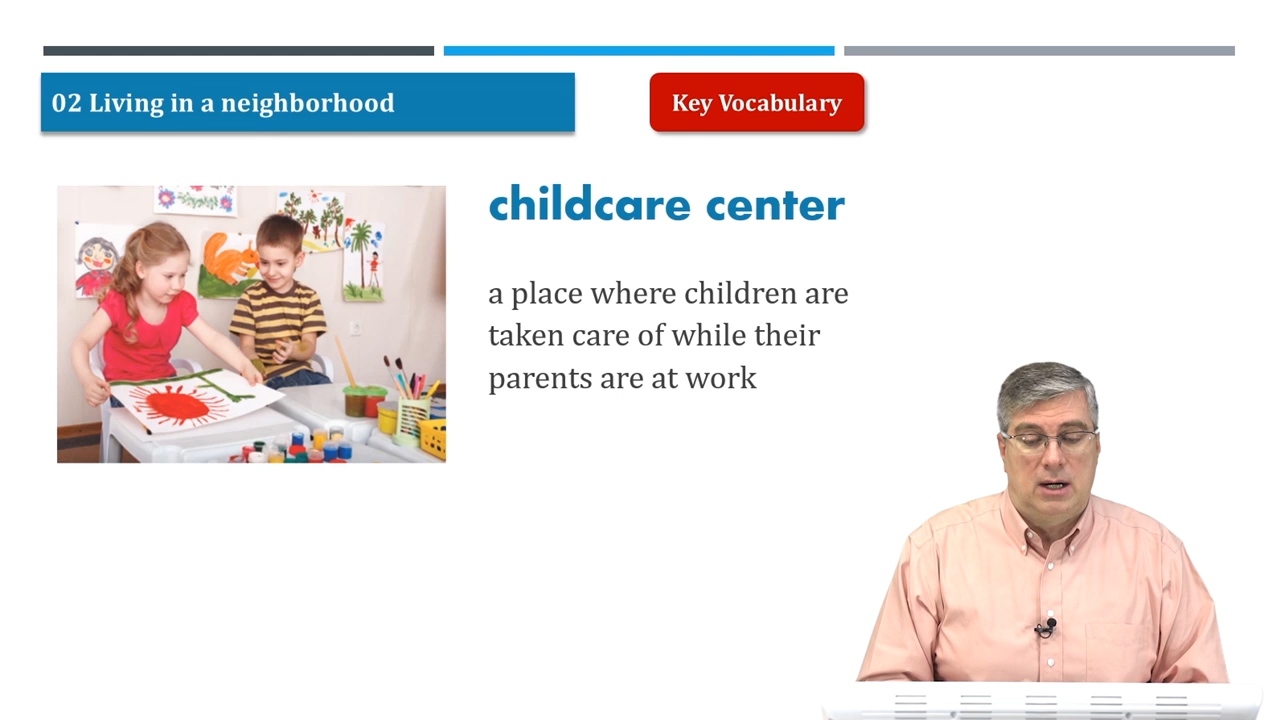 02 Living in a neighborhood
Key Vocabulary
childcare center
a place where children are
taken care of while their
parents are at work